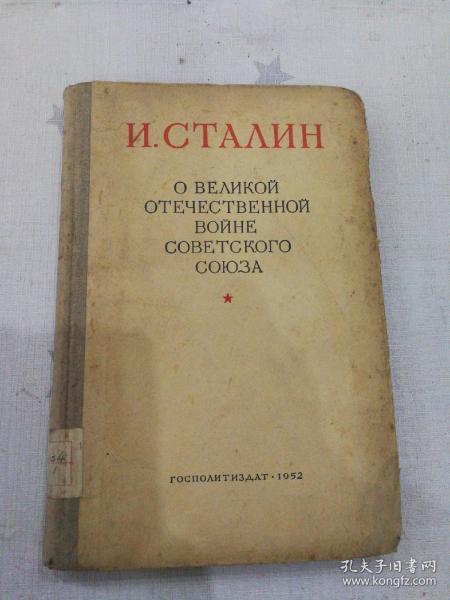 И. СТАЛИН
О ВЕЛИКОЙ
ОТЕЧЕСТВЕННОЙ
ВОЙНЕ
СОВЕТСКОГО
СОЮЗА
ГОСПОЛИТИЗДАТ · 1952
孔夫子旧书网
www.kongfz.com